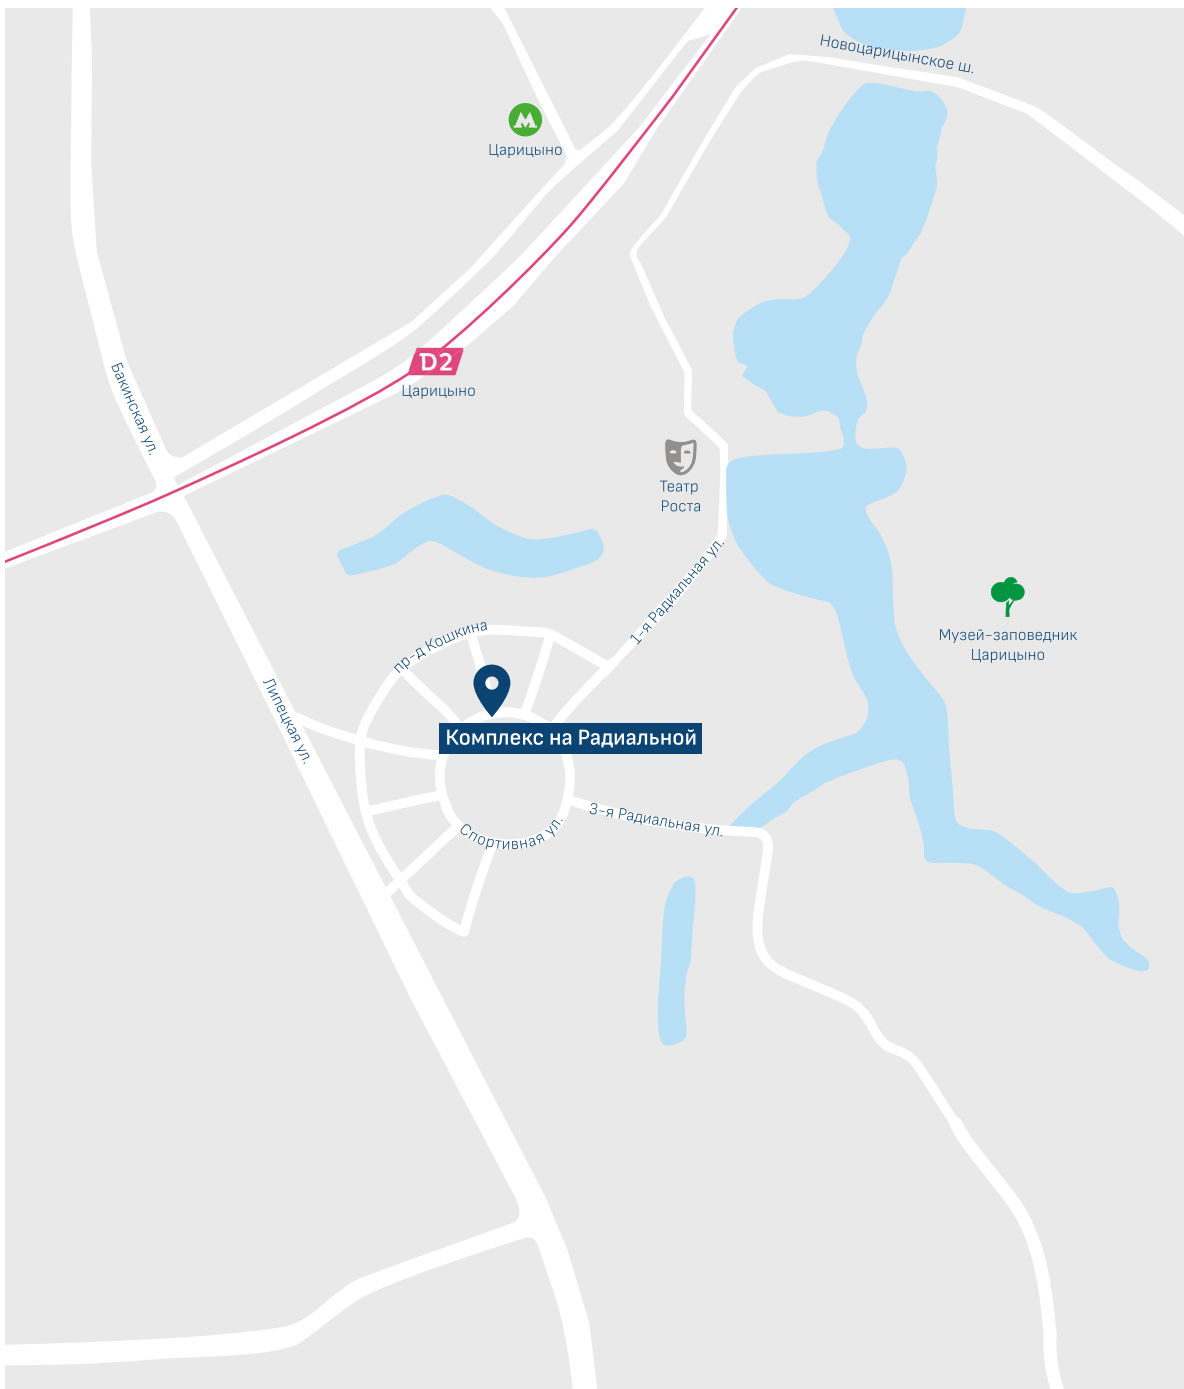 Новоцарицынское ш.
М
Царицыно
D2
Царицыно
Бакинская ул.
Театр
Роста
1-я Радиальная ул.
Музей-заповедник
Царицыно
пр-д Кошкина
Липецкая ул.
Комплекс на Радиальной
3-я Радиальная ул.
Спортивная ул.